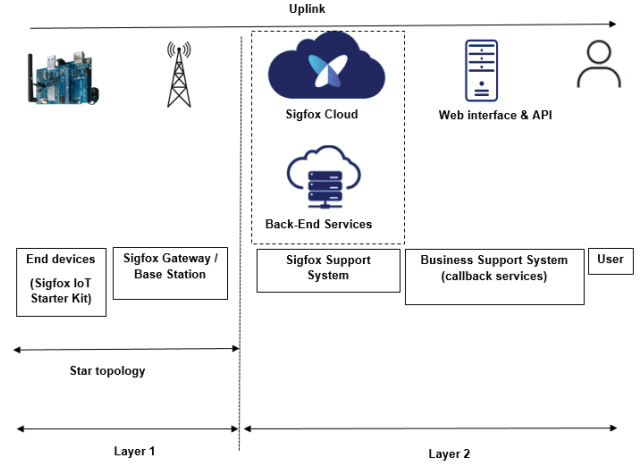 Uplink
Sigfox Cloud
Web interface & API
Back-End Services
End devices
(Sigfox IoT
Starter Kit)
Sigfox Gateway /
Base Station
Sigfox Support
System
Business Support System
(callback services)
User
Star topology
Layer 1
Layer 2